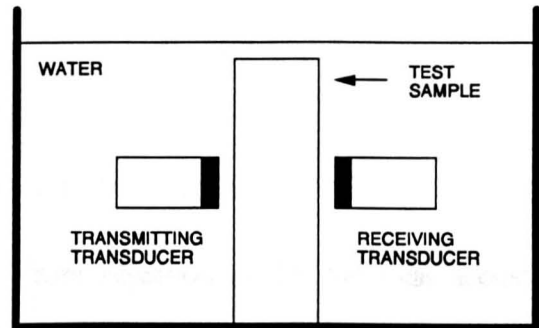 WATER
TEST
SAMPLE
TRANSMITTING
TRANSDUCER
RECEIVING
TRANSDUCER